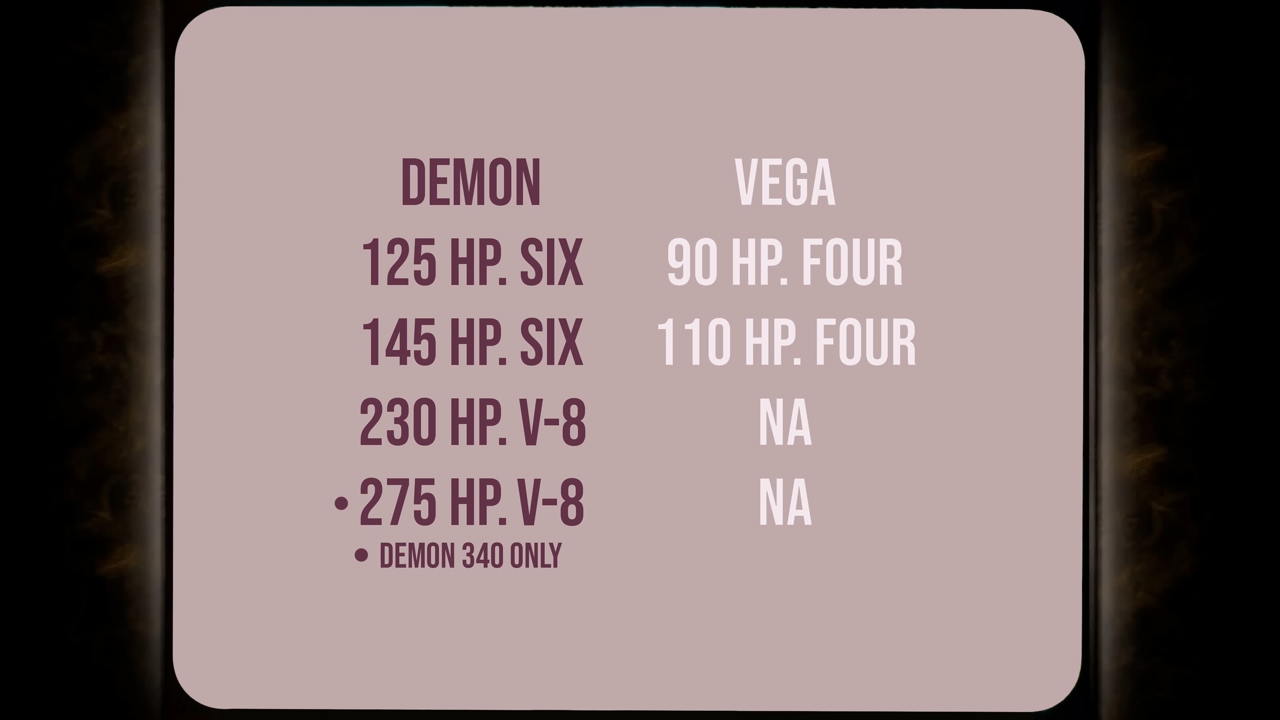 DEMON VEGA
125 HP. SIX 90 HP. FOUR
145 HP. SIX 110 HP. FOUR
230 HP. V-8 NA
• 275 HP. V-8 NA
• DEMON 340 ONLY